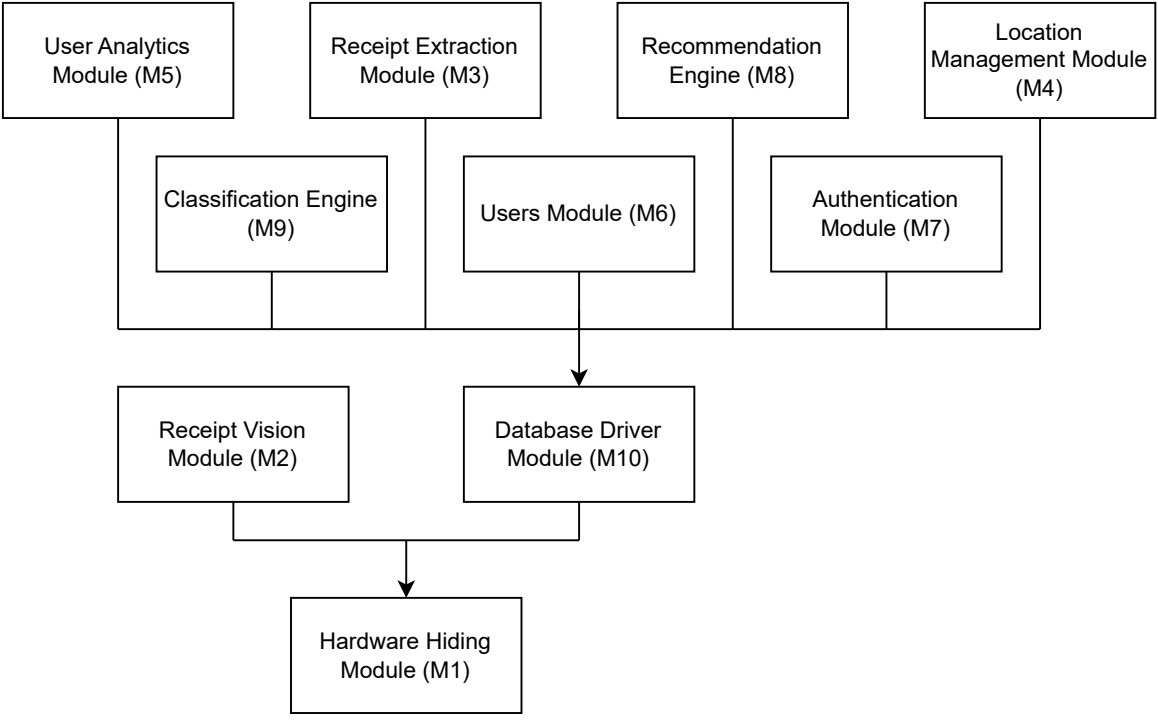 User Analytics
Module (M5)
Receipt Extraction
Module (M3)
Recommendation
Engine (M8)
Location
Management Module
(M4)
Classification Engine
(M9)
Users Module (M6)
Authentication
Module (M7)
Receipt Vision
Module (M2)
Database Driver
Module (M10)
Hardware Hiding
Module (M1)